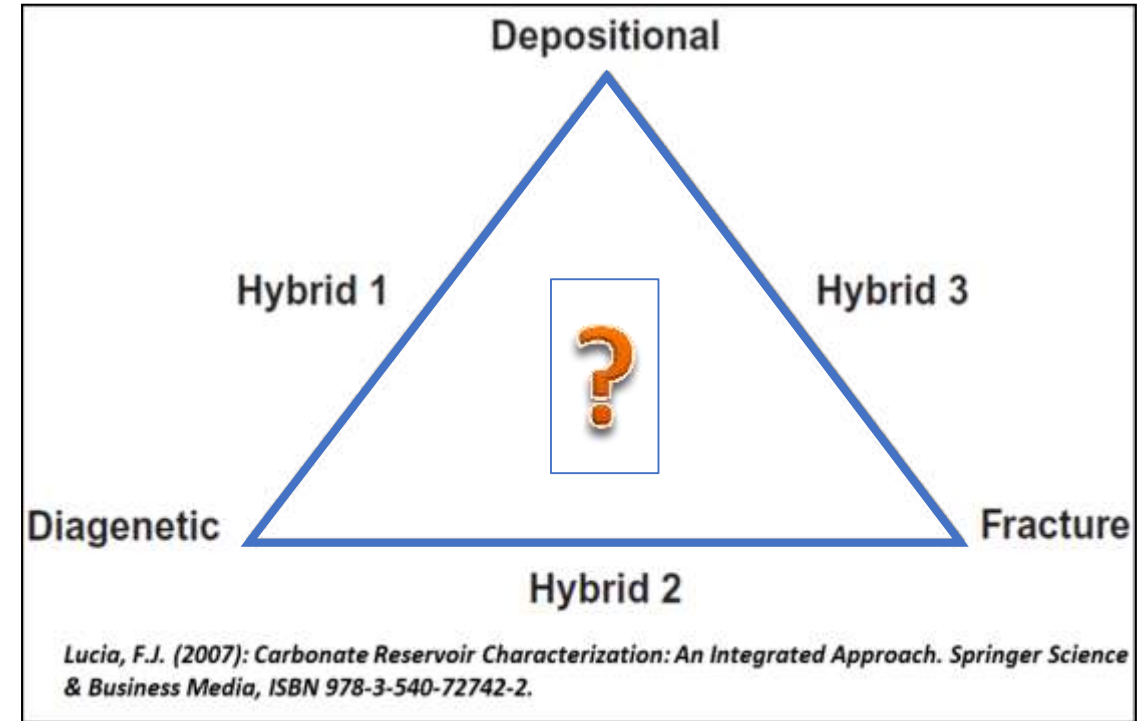 Depositional
Hybrid 1
Hybrid 3
?
Diagenetic
Fracture
Hybrid 2
Lucia, F.J. (2007): Carbonate Reservoir Characterization: An Integrated Approach. Springer Science
& Business Media, ISBN 978-3-540-72742-2.